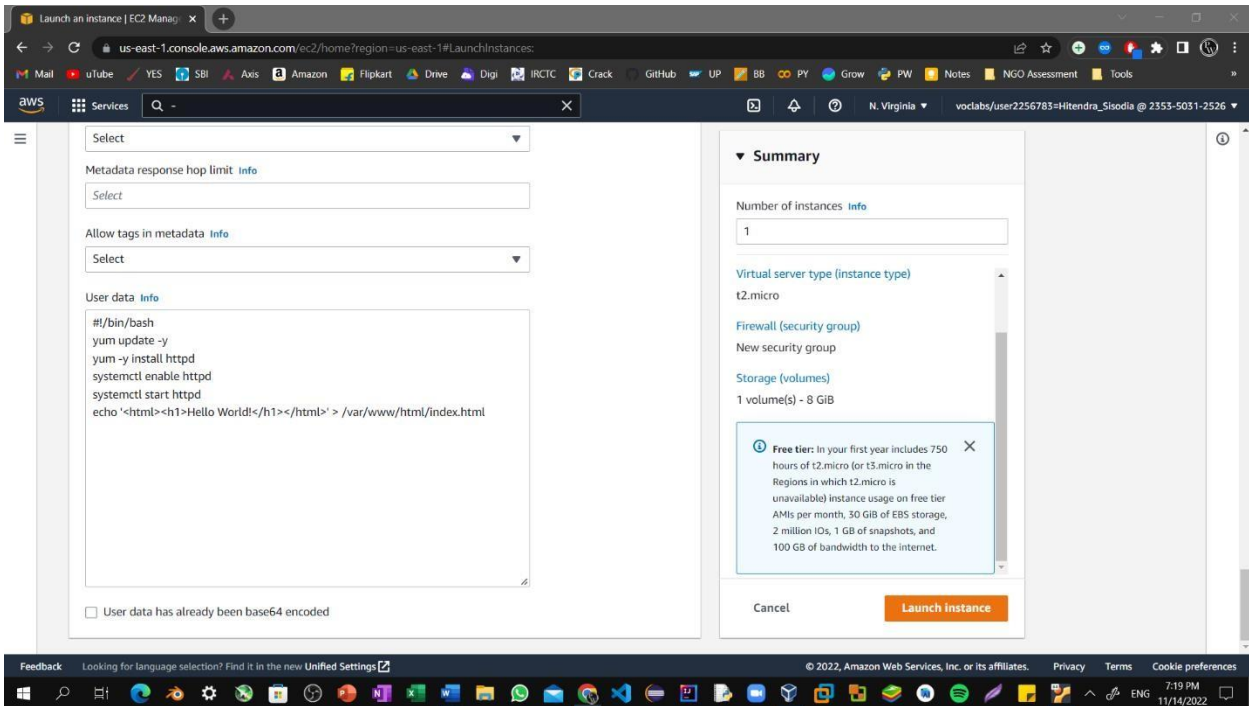 Launch an instance | EC2 Manag
us-east-1.console.aws.amazon.com/ec2/home?region=us-east-1#LaunchInstances:
Mail uTube YES SBI Axis Amazon Flipkart Drive Digi IRCTC Crack GitHub UP BB PY Grow PW Notes NGO Assessment Tools »
aws Services - N. Virginia voclabs/user2256783=Hitendra_Sisodia @ 2353-5031-2526
Select
Metadata response hop limit Info
Select
Allow tags in metadata Info
Select
User data Info
#!/bin/bash
yum update -y
yum -y install httpd
systemctl enable httpd
systemctl start httpd
echo '<html><h1>Hello World!</h1></html>' > /var/www/html/index.html
User data has already been base64 encoded
Summary
Number of instances Info
1
Virtual server type (instance type)
t2.micro
Firewall (security group)
New security group
Storage (volumes)
1 volume(s) - 8 GiB
Free tier: In your first year includes 750
hours of t2.micro (or t3.micro in the
Regions in which t2.micro is
unavailable) instance usage on free tier
AMIs per month, 30 GiB of EBS storage,
2 million IOs, 1 GB of snapshots, and
100 GB of bandwidth to the internet.
Cancel Launch instance
Feedback Looking for language selection? Find it in the new Unified Settings © 2022, Amazon Web Services, Inc. or its affiliates. Privacy Terms Cookie preferences
ENG 7:19 PM
11/14/2022